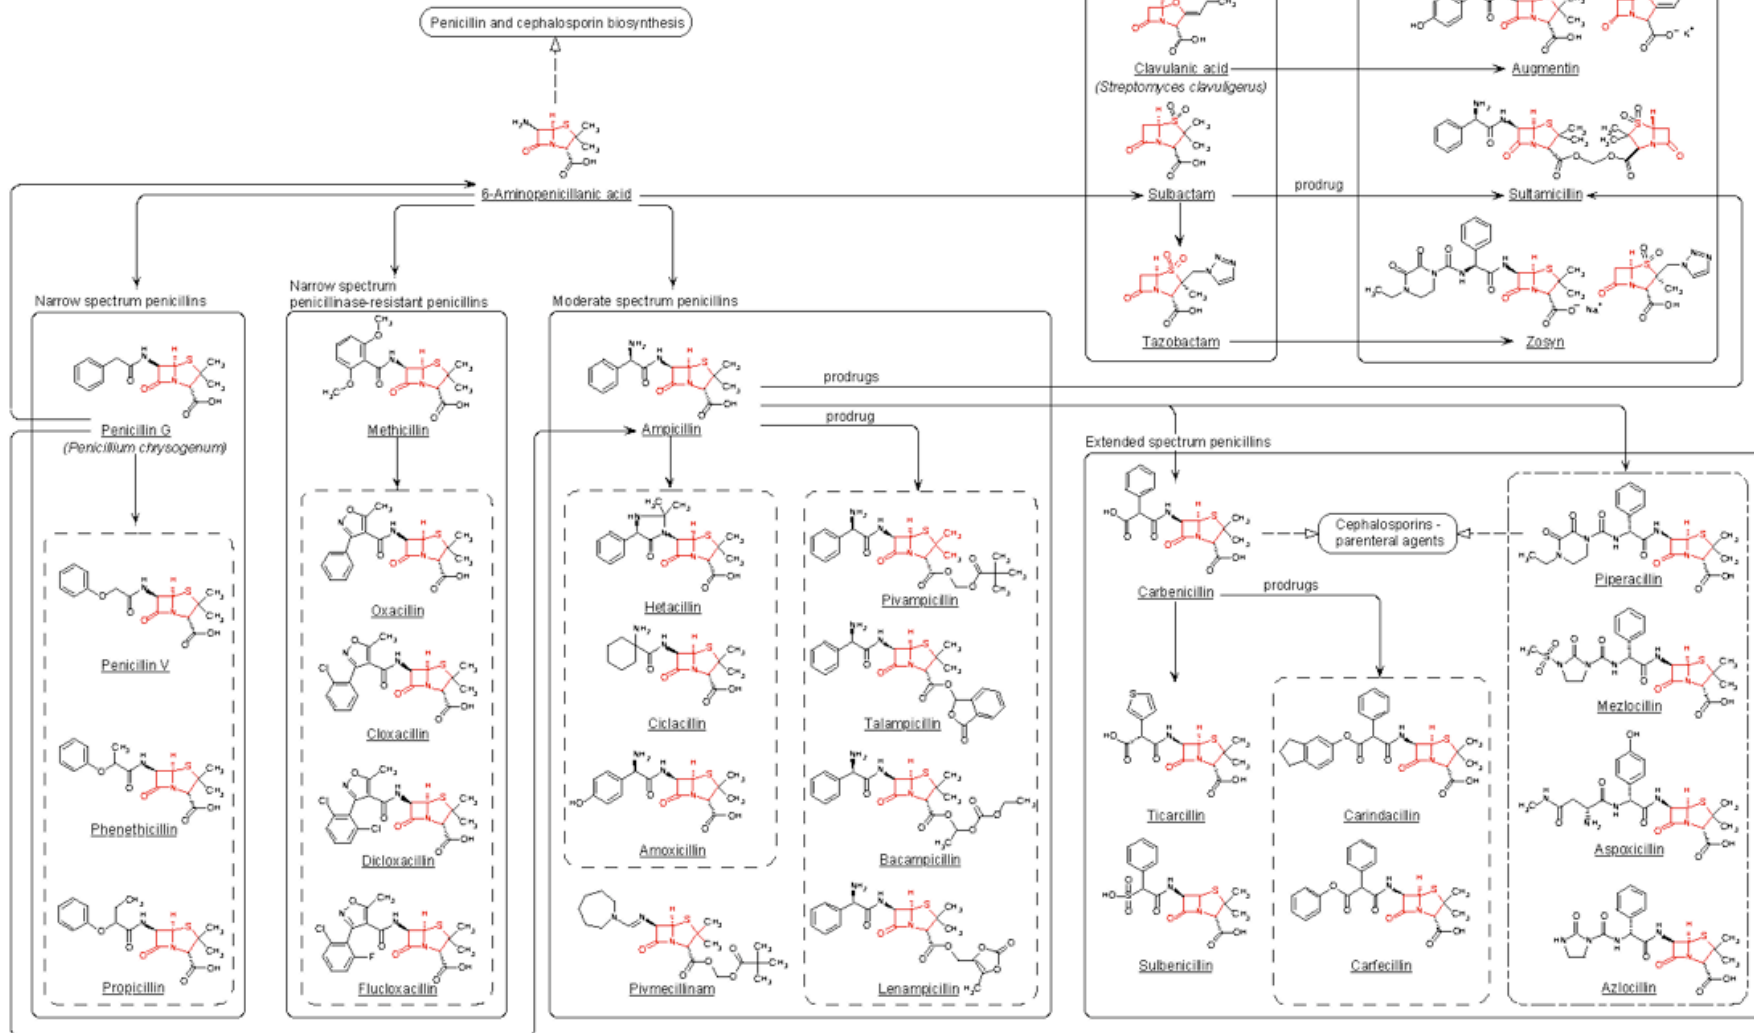 Penicillin and cephalosporin biosynthesis
Clavulanic acid
(Streptomyces clavuligerus)
Augmentin
6-Aminopenicillanic acid
Sulbactam
prodrug
Sultamicillin
Tazobactam
Zosyn
Narrow spectrum penicillins
Penicillin G
(Penicillium chrysogenum)
Penicillin V
Phenethicillin
Propicillin
Narrow spectrum
penicillinase-resistant penicillins
Methicillin
Oxacillin
Cloxacillin
Dicloxacillin
Flucloxacillin
Moderate spectrum penicillins
Ampicillin
prodrugs
prodrug
Hetacillin
Ciclacillin
Amoxicillin
Pivmecillinam
Pivampicillin
Talampicillin
Bacampicillin
Lenampicillin
Extended spectrum penicillins
Carbenicillin
prodrugs
Cephalosporins -
parenteral agents
Ticarcillin
Sulbenicillin
Carindacillin
Carfecillin
Piperacillin
Mezlocillin
Aspoxicillin
Azlocillin